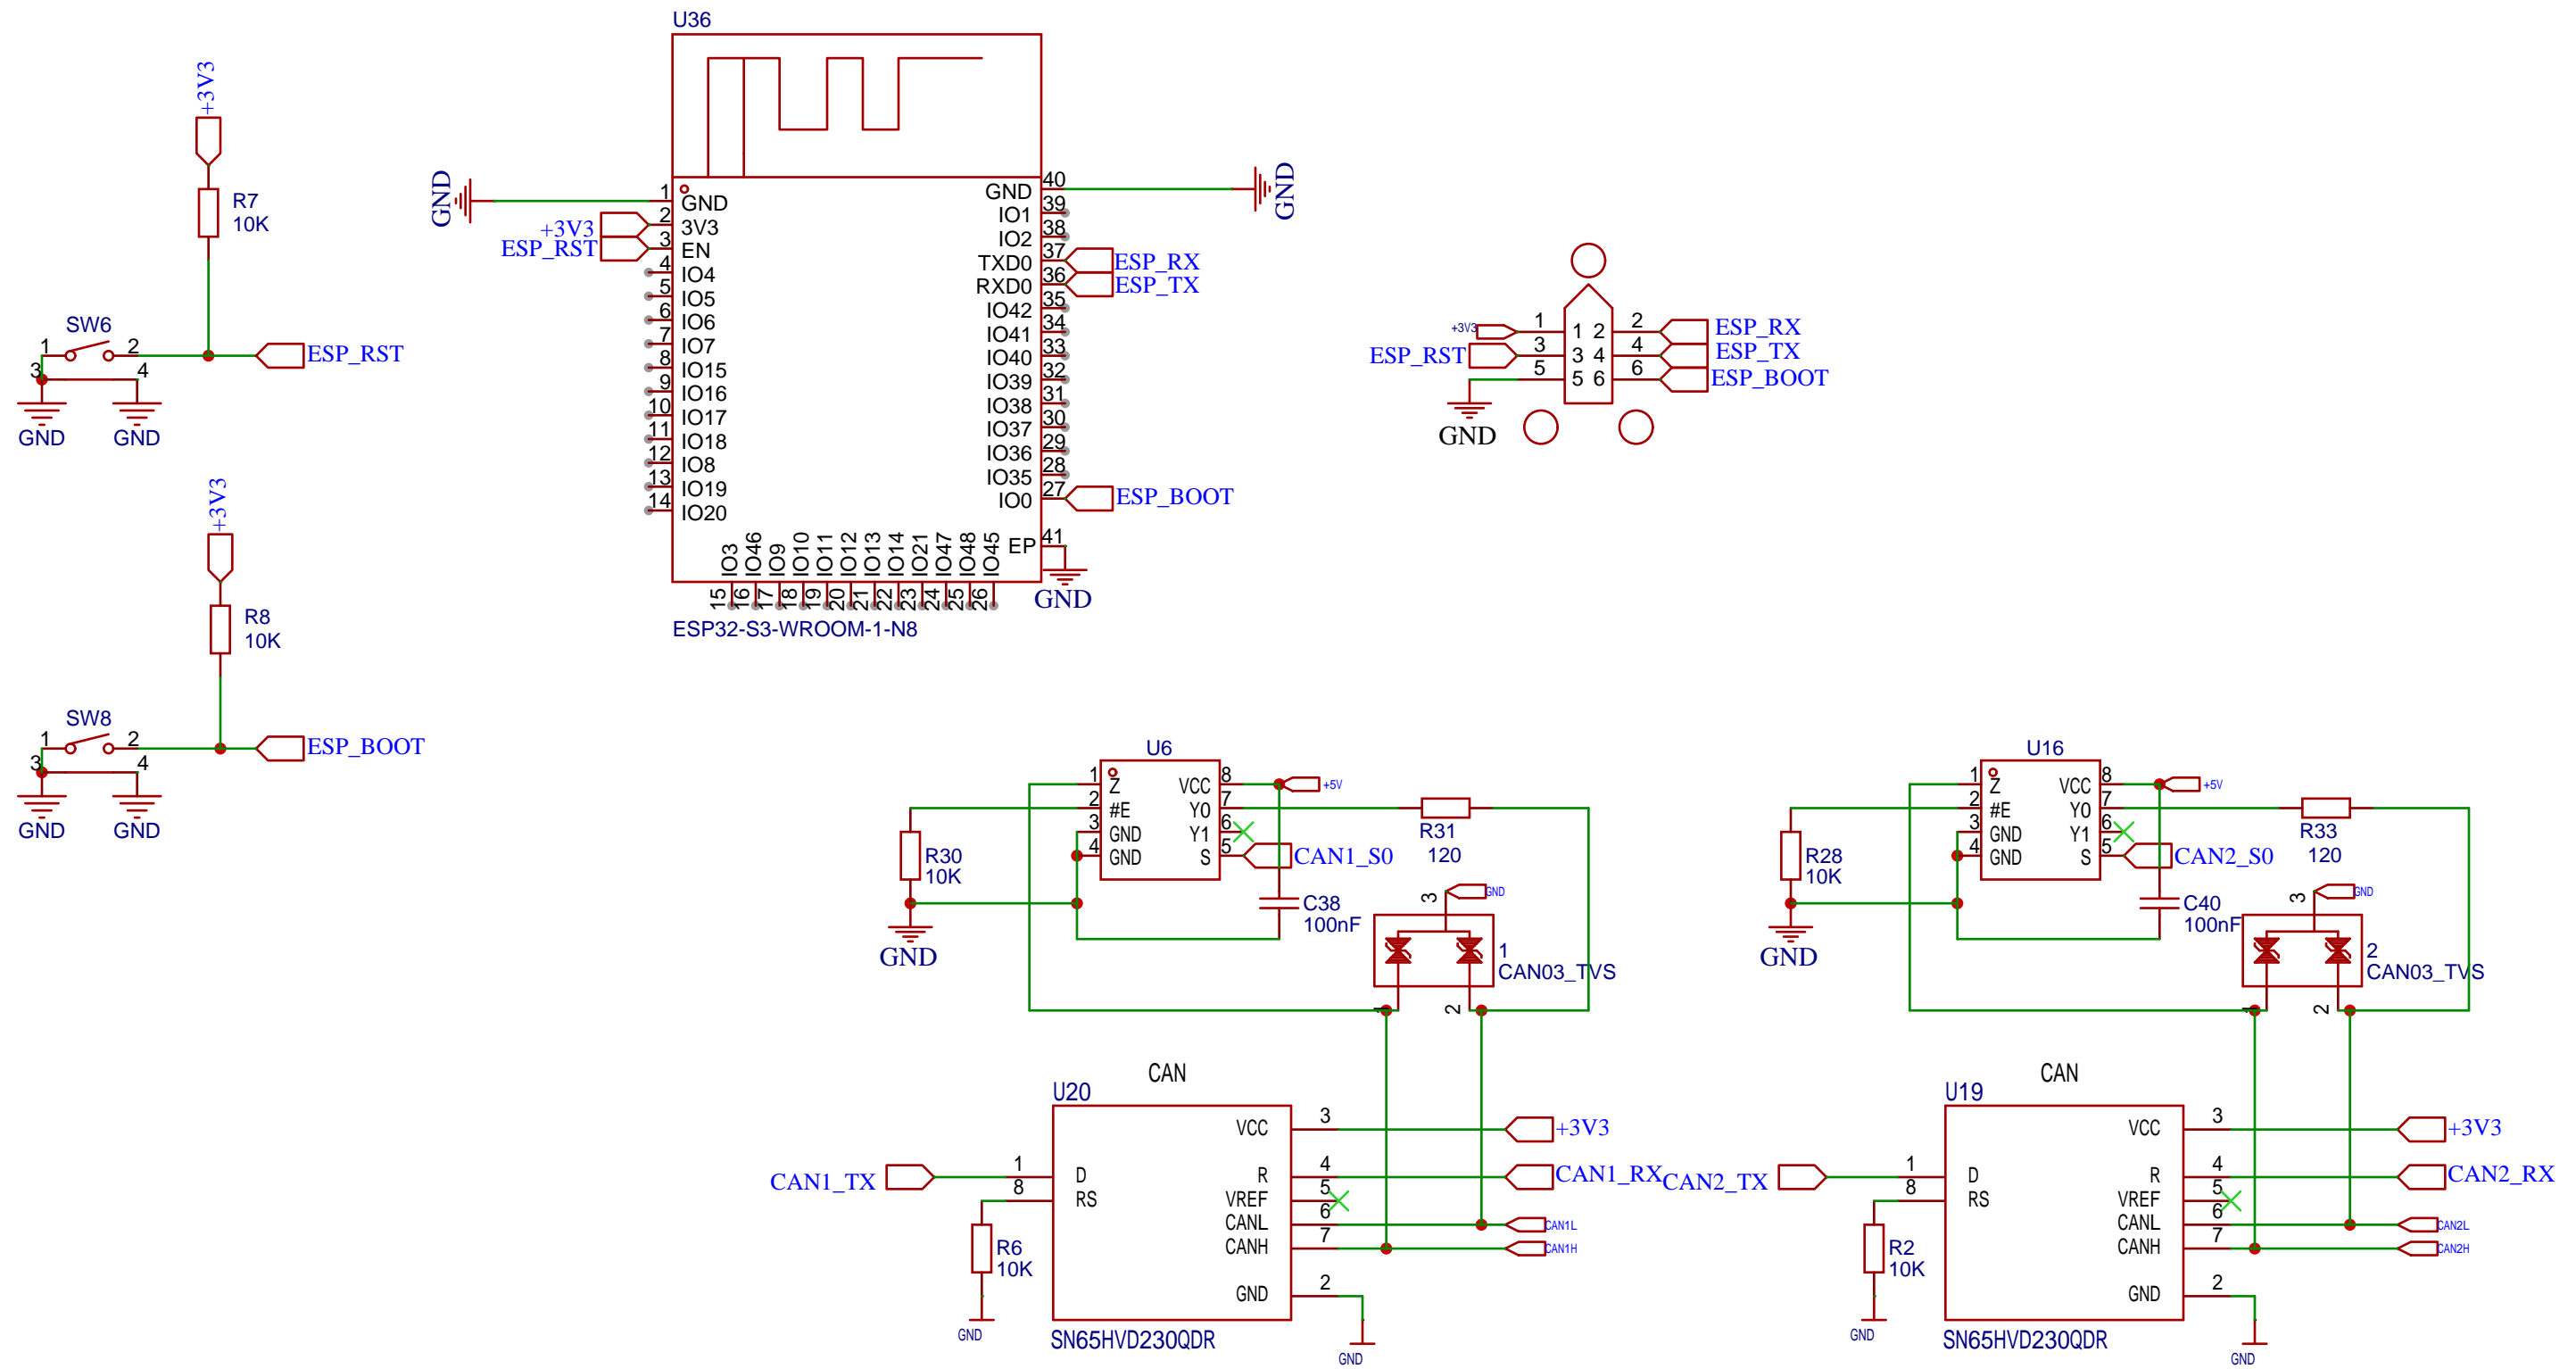 U36
+3V3
R7
10K
SW6
1
2
3
4
ESP_RST
GND
GND
+3V3
R8
10K
SW8
1
2
3
4
ESP_BOOT
GND
GND
GND
+3V3
ESP_RST
1 GND
2 3V3
3 EN
4 IO4
5 IO5
6 IO6
7 IO7
8 IO15
9 IO16
10 IO17
11 IO18
12 IO8
13 IO19
14 IO20
15 IO3
16 IO46
17 IO9
18 IO10
19 IO11
20 IO12
21 IO13
22 IO14
23 IO21
24 IO47
25 IO48
26 IO45
GND 40
IO1 39
IO2 38
TXD0 37
RXD0 36
IO42 35
IO41 34
IO40 33
IO39 32
IO38 31
IO37 30
IO36 29
IO35 28
IO0 27
EP 41
GND
ESP_RX
ESP_TX
ESP_BOOT
GND
ESP32-S3-WROOM-1-N8
+3V3 1 1 2 2 ESP_RX
ESP_RST 3 3 4 4 ESP_TX
5 5 6 6 ESP_BOOT
GND
U6
1 Z VCC 8 +5V
2 #E Y0 7
3 GND Y1 6
4 GND S 5 CAN1_S0
R30
10K
GND
R31
120
C38
100nF
3 GND
1
CAN03_TVS
1
2
U16
1 Z VCC 8 +5V
2 #E Y0 7
3 GND Y1 6
4 GND S 5 CAN2_S0
R28
10K
GND
R33
120
C40
100nF
3 GND
2
CAN03_TVS
1
2
CAN
U20
VCC 3 +3V3
CAN1_TX 1 D R 4 CAN1_RX
8 RS VREF 5
CANL 6 CAN1L
CANH 7 CAN1H
GND 2
R6
10K
GND
GND
SN65HVD230QDR
CAN
U19
VCC 3 +3V3
CAN2_TX 1 D R 4 CAN2_RX
8 RS VREF 5
CANL 6 CAN2L
CANH 7 CAN2H
GND 2
R2
10K
GND
GND
SN65HVD230QDR